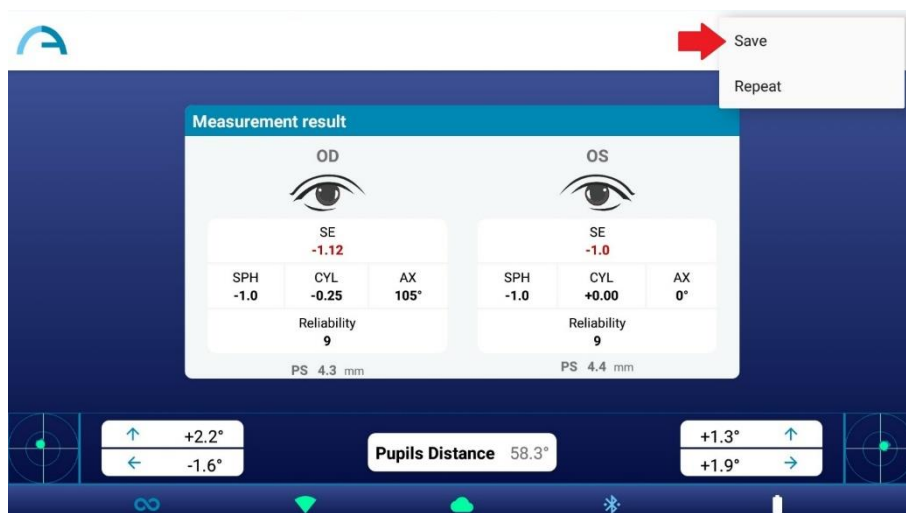 Save
Repeat
Measurement result
OD OS
SE SE
-1.12 -1.0
SPH CYL AX SPH CYL AX
-1.0 -0.25 105° -1.0 +0.00 0°
Reliability Reliability
9 9
PS 4.3 mm PS 4.4 mm
+2.2° +1.3°
Pupils Distance 58.3°
-1.6° +1.9°